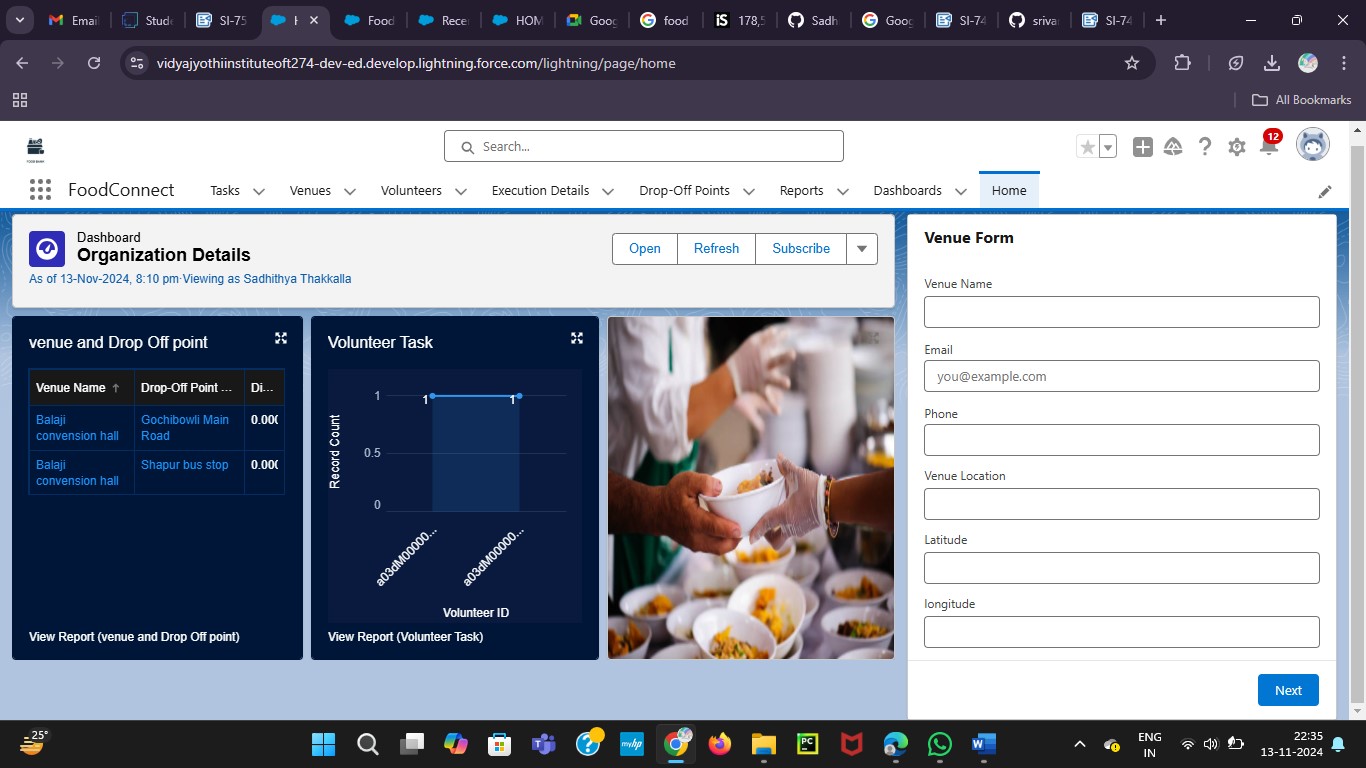 Email
Stude
SI-75
H
Food
Rece
HOM
Goog
food
178,5
Sadh
Goog
SI-74
sriva
SI-74
vidyajyothiinstituteoft274-dev-ed.develop.lightning.force.com/lightning/page/home
All Bookmarks
FOOD BANK
Search...
12
FoodConnect
Tasks
Venues
Volunteers
Execution Details
Drop-Off Points
Reports
Dashboards
Home
Dashboard
Organization Details
As of 13-Nov-2024, 8:10 pm·Viewing as Sadhithya Thakkalla
Open
Refresh
Subscribe
venue and Drop Off point
Venue Name ↑
Drop-Off Point ...
Di...
Balaji
convension hall
Gochibowli Main
Road
0.000
Balaji
convension hall
Shapur bus stop
0.000
View Report (venue and Drop Off point)
Volunteer Task
Record Count
1
0.5
0
1
1
a03dM00000...
a03dM00000...
Volunteer ID
View Report (Volunteer Task)
Venue Form
Venue Name
Email
you@example.com
Phone
Venue Location
Latitude
longitude
Next
25°
myhp
PC
W
ENG
IN
22:35
13-11-2024